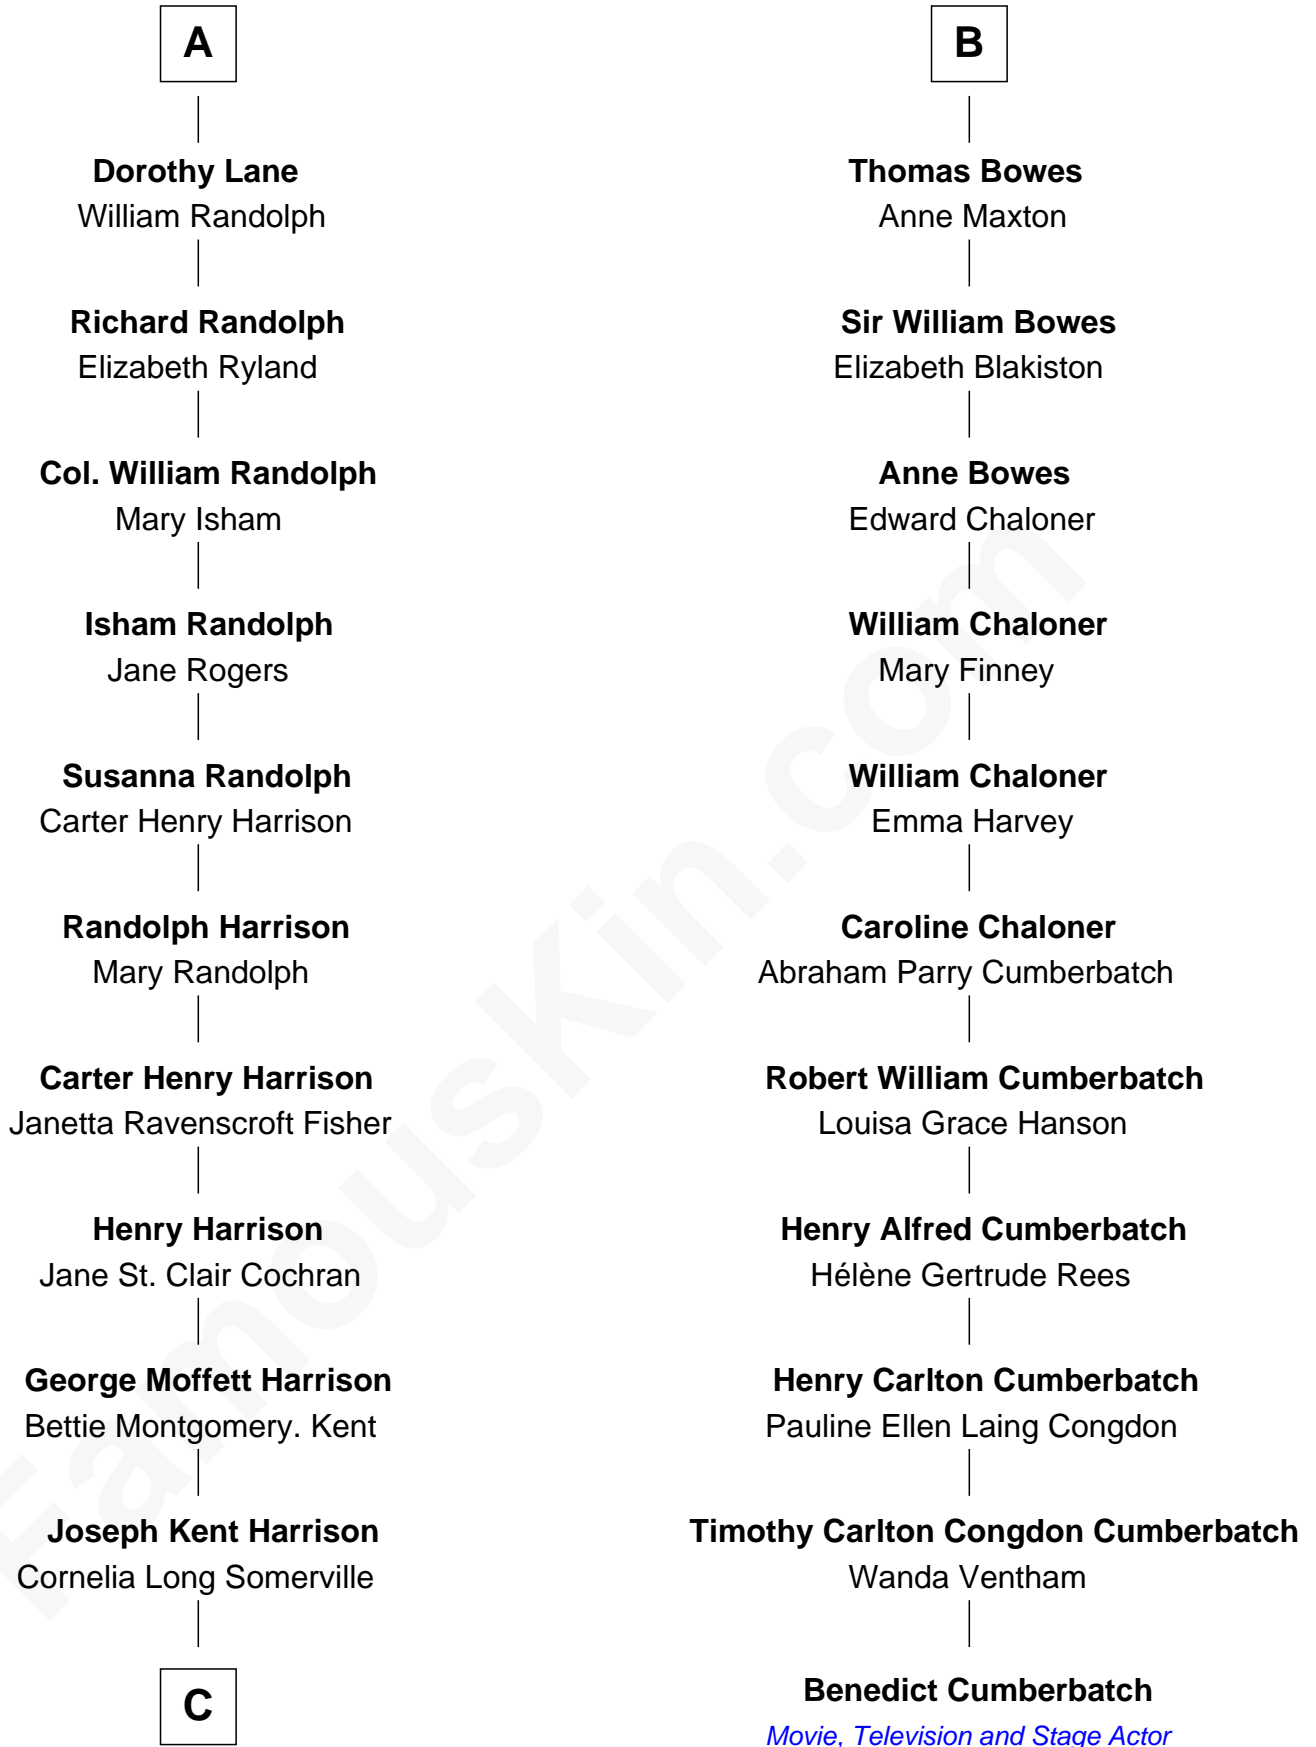 A
Dorothy Lane
William Randolph
Richard Randolph
Elizabeth Ryland
Col. William Randolph
Mary Isham
Isham Randolph
Jane Rogers
Susanna Randolph
Carter Henry Harrison
Randolph Harrison
Mary Randolph
Carter Henry Harrison
Janetta Ravenscroft Fisher
Henry Harrison
Jane St. Clair Cochran
George Moffett Harrison
Bettie Montgomery. Kent
Joseph Kent Harrison
Cornelia Long Somerville
C
B
Thomas Bowes
Anne Maxton
Sir William Bowes
Elizabeth Blakiston
Anne Bowes
Edward Chaloner
William Chaloner
Mary Finney
William Chaloner
Emma Harvey
Caroline Chaloner
Abraham Parry Cumberbatch
Robert William Cumberbatch
Louisa Grace Hanson
Henry Alfred Cumberbatch
Hélène Gertrude Rees
Henry Carlton Cumberbatch
Pauline Ellen Laing Congdon
Timothy Carlton Congdon Cumberbatch
Wanda Ventham
Benedict Cumberbatch
Movie, Television and Stage Actor
FamousKin.com